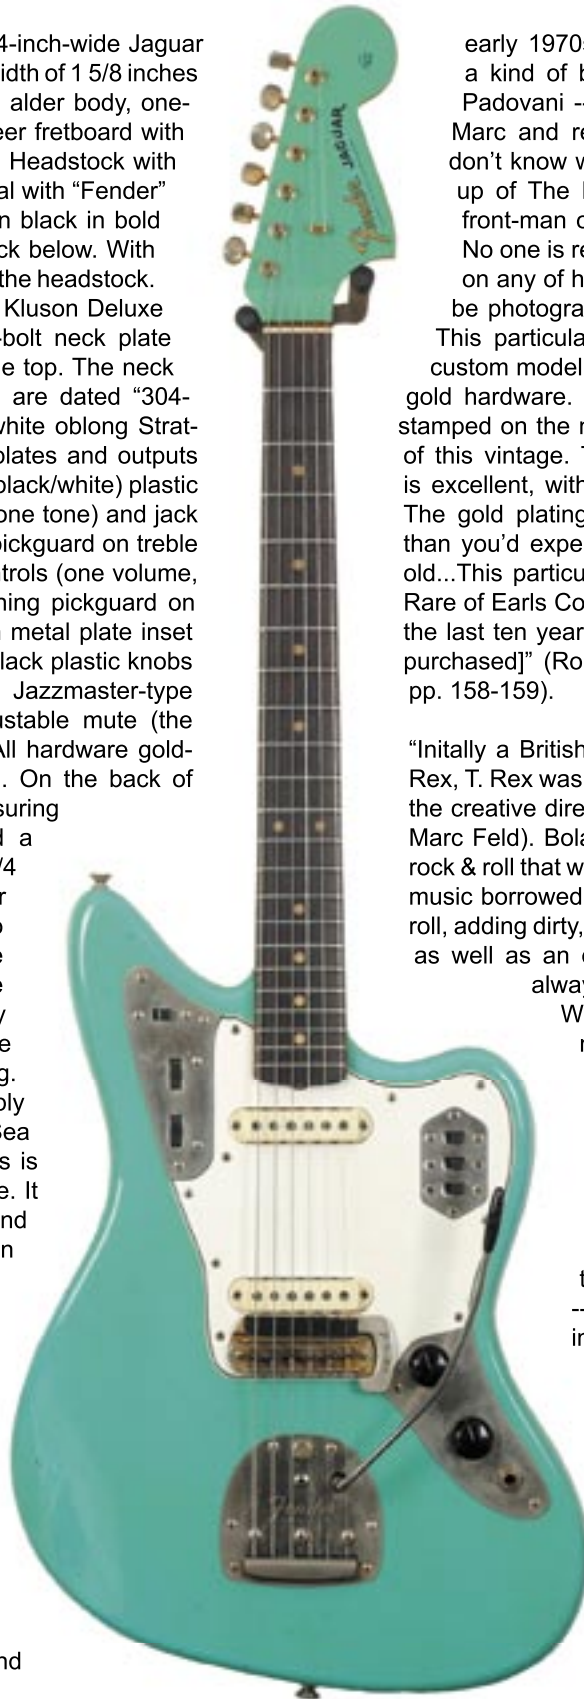 4-inch-wide Jaguar
idth of 1 5/8 inches
alder body, one-
eer fretboard with
Headstock with
al with “Fender”
n black in bold
ck below. With
the headstock.
Kluson Deluxe
-bolt neck plate
e top. The neck
are dated “304-
white oblong Strat-
plates and outputs
black/white) plastic
one tone) and jack
pickguard on treble
ntrols (one volume,
ning pickguard on
metal plate inset
lack plastic knobs
Jazzmaster-type
ustable mute (the
All hardware gold-
. On the back of
suring
d a
/4
r
o
e
e
y
e
g.
bly
Sea
s is
e. It
nd
n
nd
Fender
JAGUAR
Fender
early 1970s
a kind of b
Padovani --
Marc and re
don’t know w
up of The
front-man o
No one is re
on any of h
be photogra
This particula
custom model
gold hardware.
stamped on the n
of this vintage. T
is excellent, with
The gold plating
than you’d expe
old...This particu
Rare of Earls Co
the last ten year
purchased]” (Ro
pp. 158-159).
“Initally a British
Rex, T. Rex was
the creative dire
Marc Feld). Bola
rock & roll that w
music borrowed
roll, adding dirty,
as well as an e
alway
W
r
t
--
in